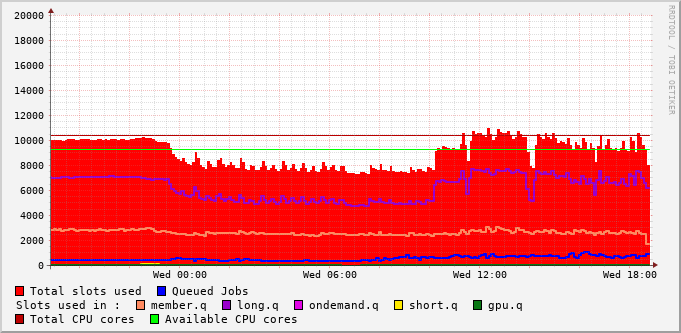 RRDTOOL / TOBI OETIKER
20000
18000
16000
14000
12000
10000
8000
6000
4000
2000
0
Wed 00:00 Wed 06:00 Wed 12:00 Wed 18:00
Total slots used Queued Jobs
Slots used in : member.q long.q ondemand.q short.q gpu.q
Total CPU cores Available CPU cores